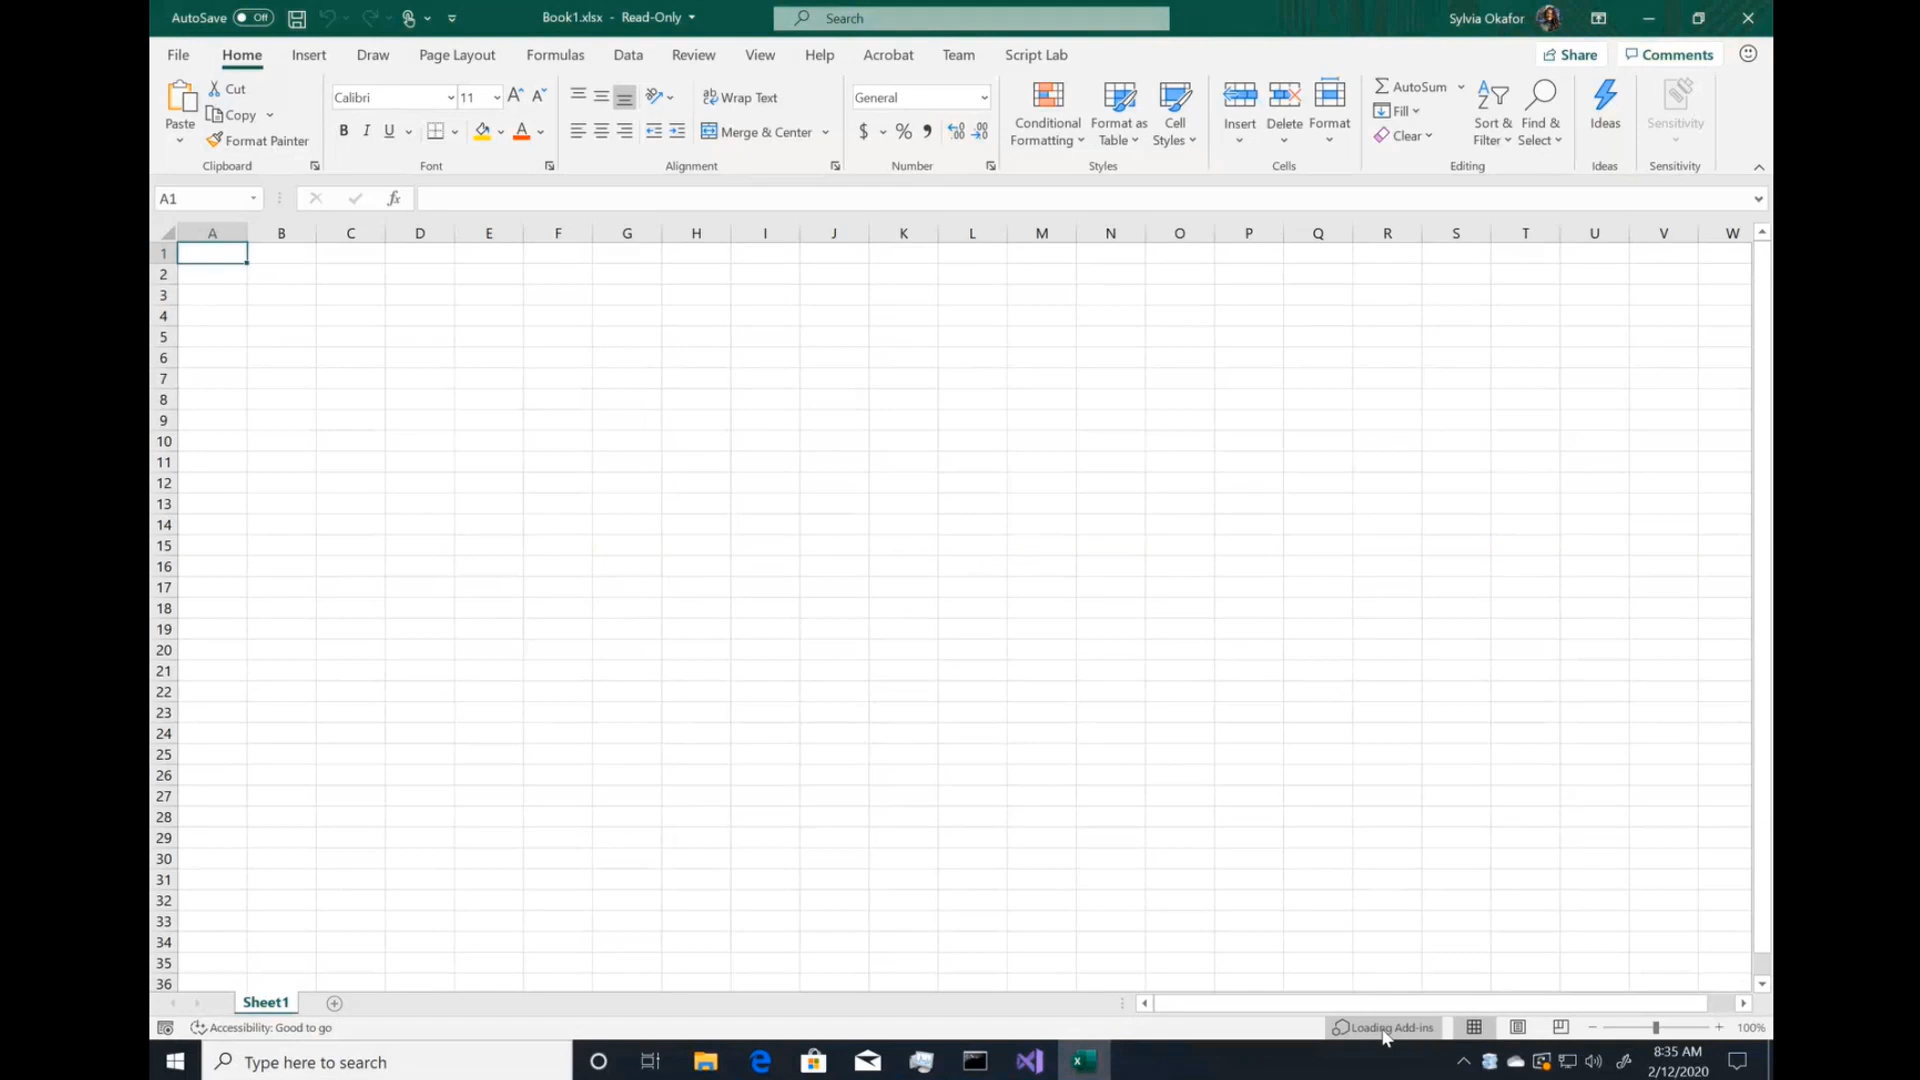 AutoSave Off Book1.xlsx - Read-Only Search Sylvia Okafor
File Home Insert Draw Page Layout Formulas Data Review View Help Acrobat Team Script Lab Share Comments
Paste
Cut
Copy
Format Painter
Clipboard
Calibri 11
B I U A
Font
Wrap Text
Merge & Center
Alignment
General
$ % ,
Number
Conditional Formatting
Format as Table
Cell Styles
Styles
Insert
Delete
Format
Cells
AutoSum
Fill
Clear
Sort & Filter
Find & Select
Editing
Ideas
Ideas
Sensitivity
Sensitivity
A1 fx
A B C D E F G H I J K L M N O P Q R S T U V W
1
2
3
4
5
6
7
8
9
10
11
12
13
14
15
16
17
18
19
20
21
22
23
24
25
26
27
28
29
30
31
32
33
34
35
36
Sheet1
Accessibility: Good to go Loading Add-ins 100%
Type here to search 8:35 AM
2/12/2020